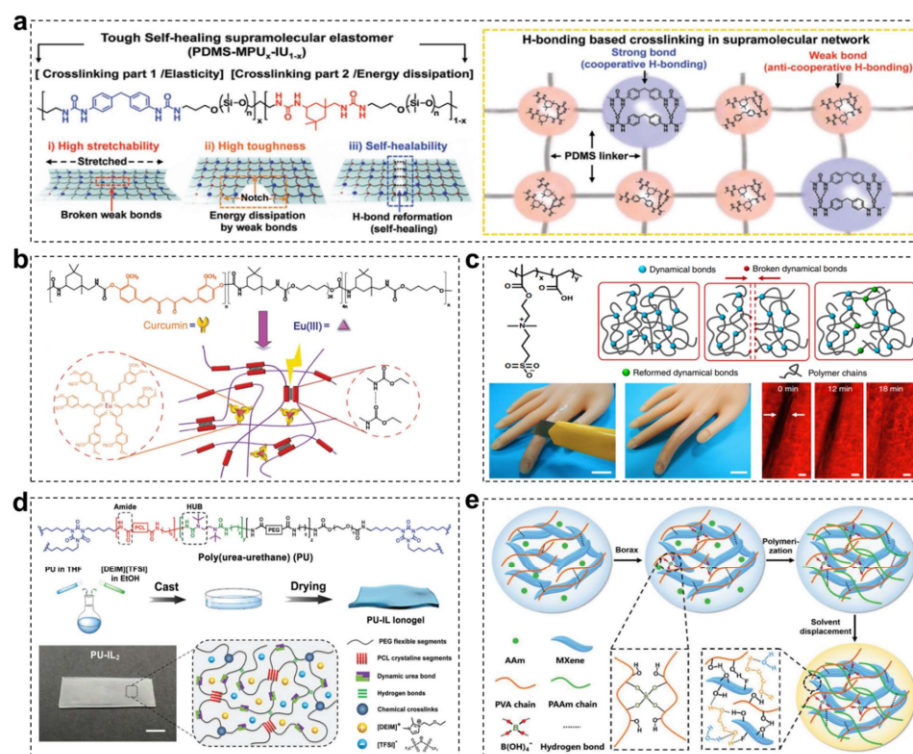 a
Tough Self-healing supramolecular elastomer
(PDMS-MPUx-IU1-x)
[ Crosslinking part 1 /Elasticity] [Crosslinking part 2 /Energy dissipation]
i) High stretchability
ii) High toughness
iii) Self-healability
Stretched
Notch
Broken weak bonds
Energy dissipation
by weak bonds
H-bond reformation
(self-healing)
H-bonding based crosslinking in supramolecular network
Strong bond
(cooperative H-bonding)
Weak bond
(anti-cooperative H-bonding)
PDMS linker
b
Curcumin =
Eu(III) =
c
Dynamical bonds
Broken dynamical bonds
Reformed dynamical bonds
Polymer chains
0 min
12 min
18 min
d
Amide
HUB
PCL
PEG
Poly(urea-urethane) (PU)
PU in THF
[DEIM][TFSI]
in EtOH
Cast
Drying
PU-IL Ionogel
PU-IL2
PEG flexible segments
PCL crystaline segments
Dynamic urea bond
Hydrogen bonds
Chemical crosslinks
[DEIM]+
[TFSI]-
e
Borax
Polymeri-
zation
Solvent
displacement
AAm
MXene
PVA chain
PAAm chain
B(OH)4-
Hydrogen bond